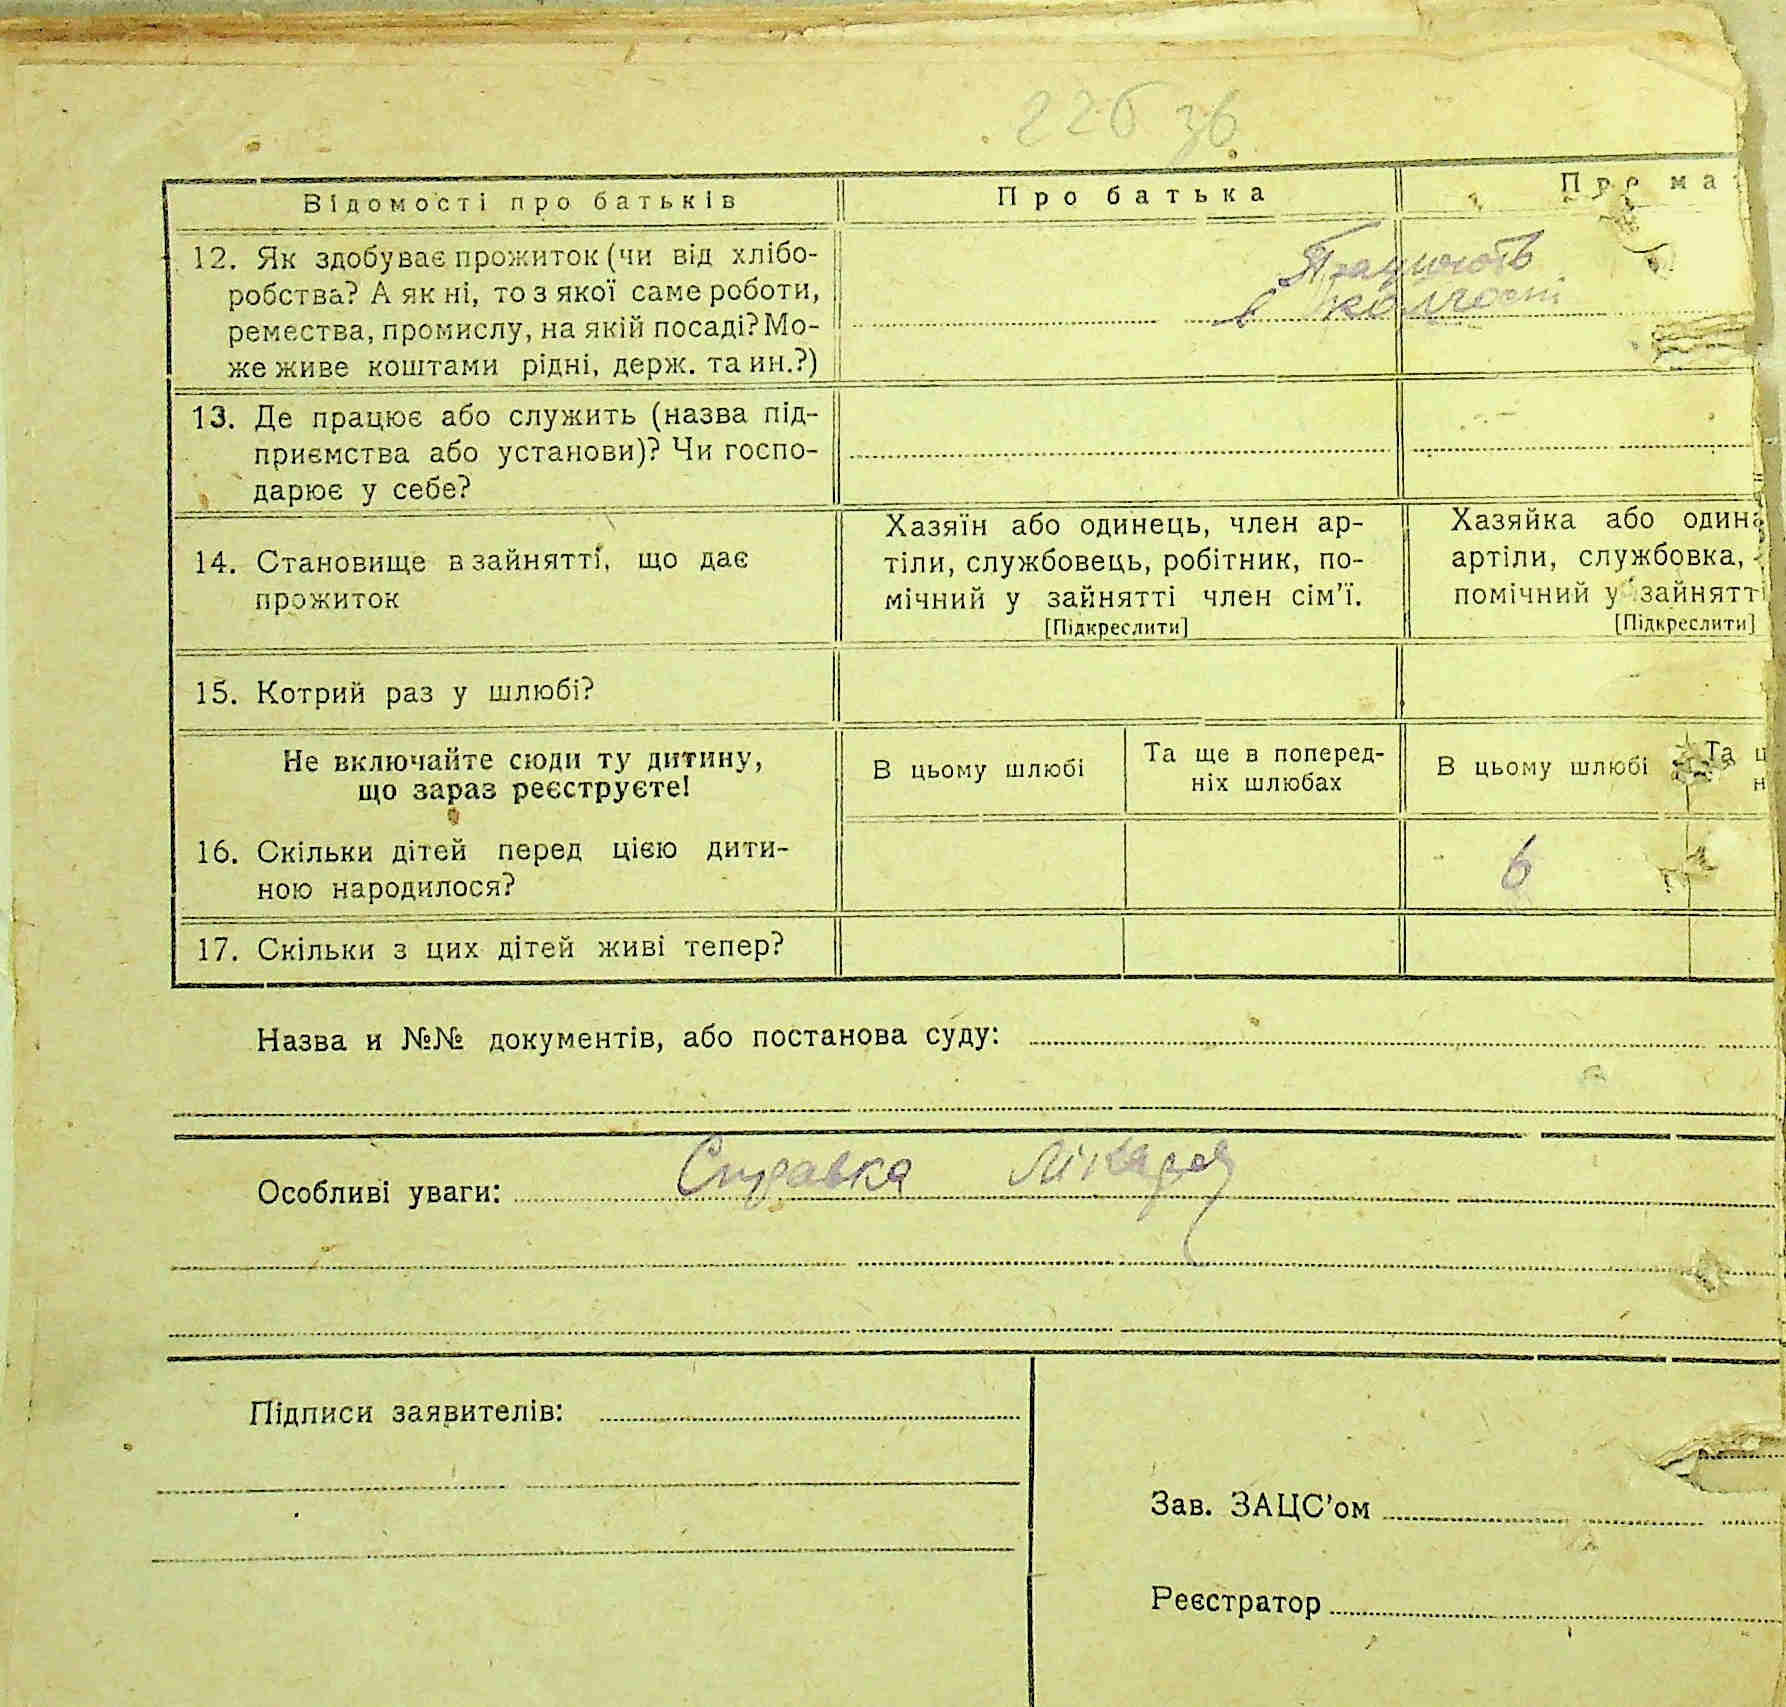 226 зв
Відомості про батьків
Про батька
Про ма
12. Як здобуває прожиток (чи від хлібо-
робства? А як ні, то з якої саме роботи,
ремества, промислу, на якій посаді? Мо-
же живе коштами рідні, держ. та ин.?)
Працюють
в колгоспі
13. Де працює або служить (назва під-
приємства або установи)? Чи госпо-
дарює у себе?
14. Становище в зайнятті, що дає
прожиток
Хазяїн або одинець, член ар-
тіли, службовець, робітник, по-
мічний у зайнятті член сім'ї.
[Підкреслити]
Хазяйка або один
артіли, службовка,
помічний у зайнятті
[Підкреслити]
15. Котрий раз у шлюбі?
Не включайте сюди ту дитину,
що зараз реєструєте!
В цьому шлюбі
Та ще в поперед-
ніх шлюбах
В цьому шлюбі
Та
16. Скільки дітей перед цією дити-
ною народилося?
6
17. Скільки з цих дітей живі тепер?
Назва и №№ документів, або постанова суду:
Особливі уваги: Справка лікаря
Підписи заявителів:
Зав. ЗАЦС'ом
Реєстратор